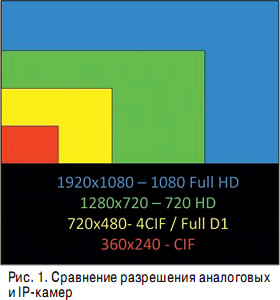 1920x1080 – 1080 Full HD
1280x720 – 720 HD
720x480- 4CIF / Full D1
360x240 - CIF
Рис. 1. Сравнение разрешения аналоговых
и IP-камер